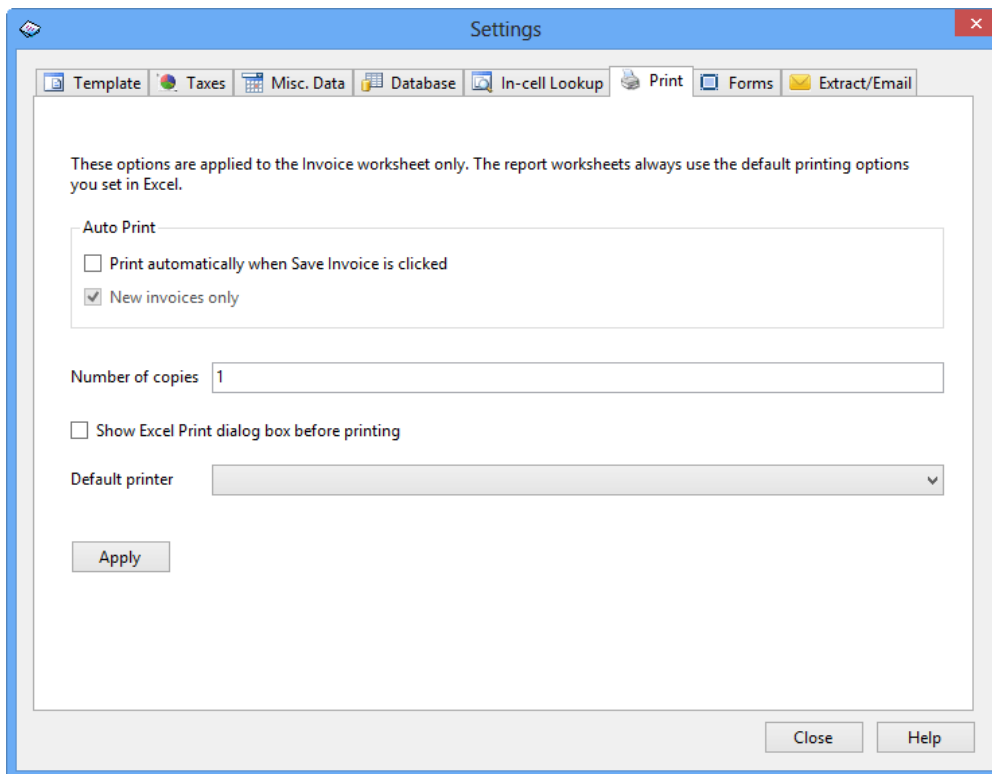 Settings
Template Taxes Misc. Data Database In-cell Lookup Print Forms Extract/Email
These options are applied to the Invoice worksheet only. The report worksheets always use the default printing options
you set in Excel.
Auto Print
Print automatically when Save Invoice is clicked
New invoices only
Number of copies 1
Show Excel Print dialog box before printing
Default printer
Apply
Close Help